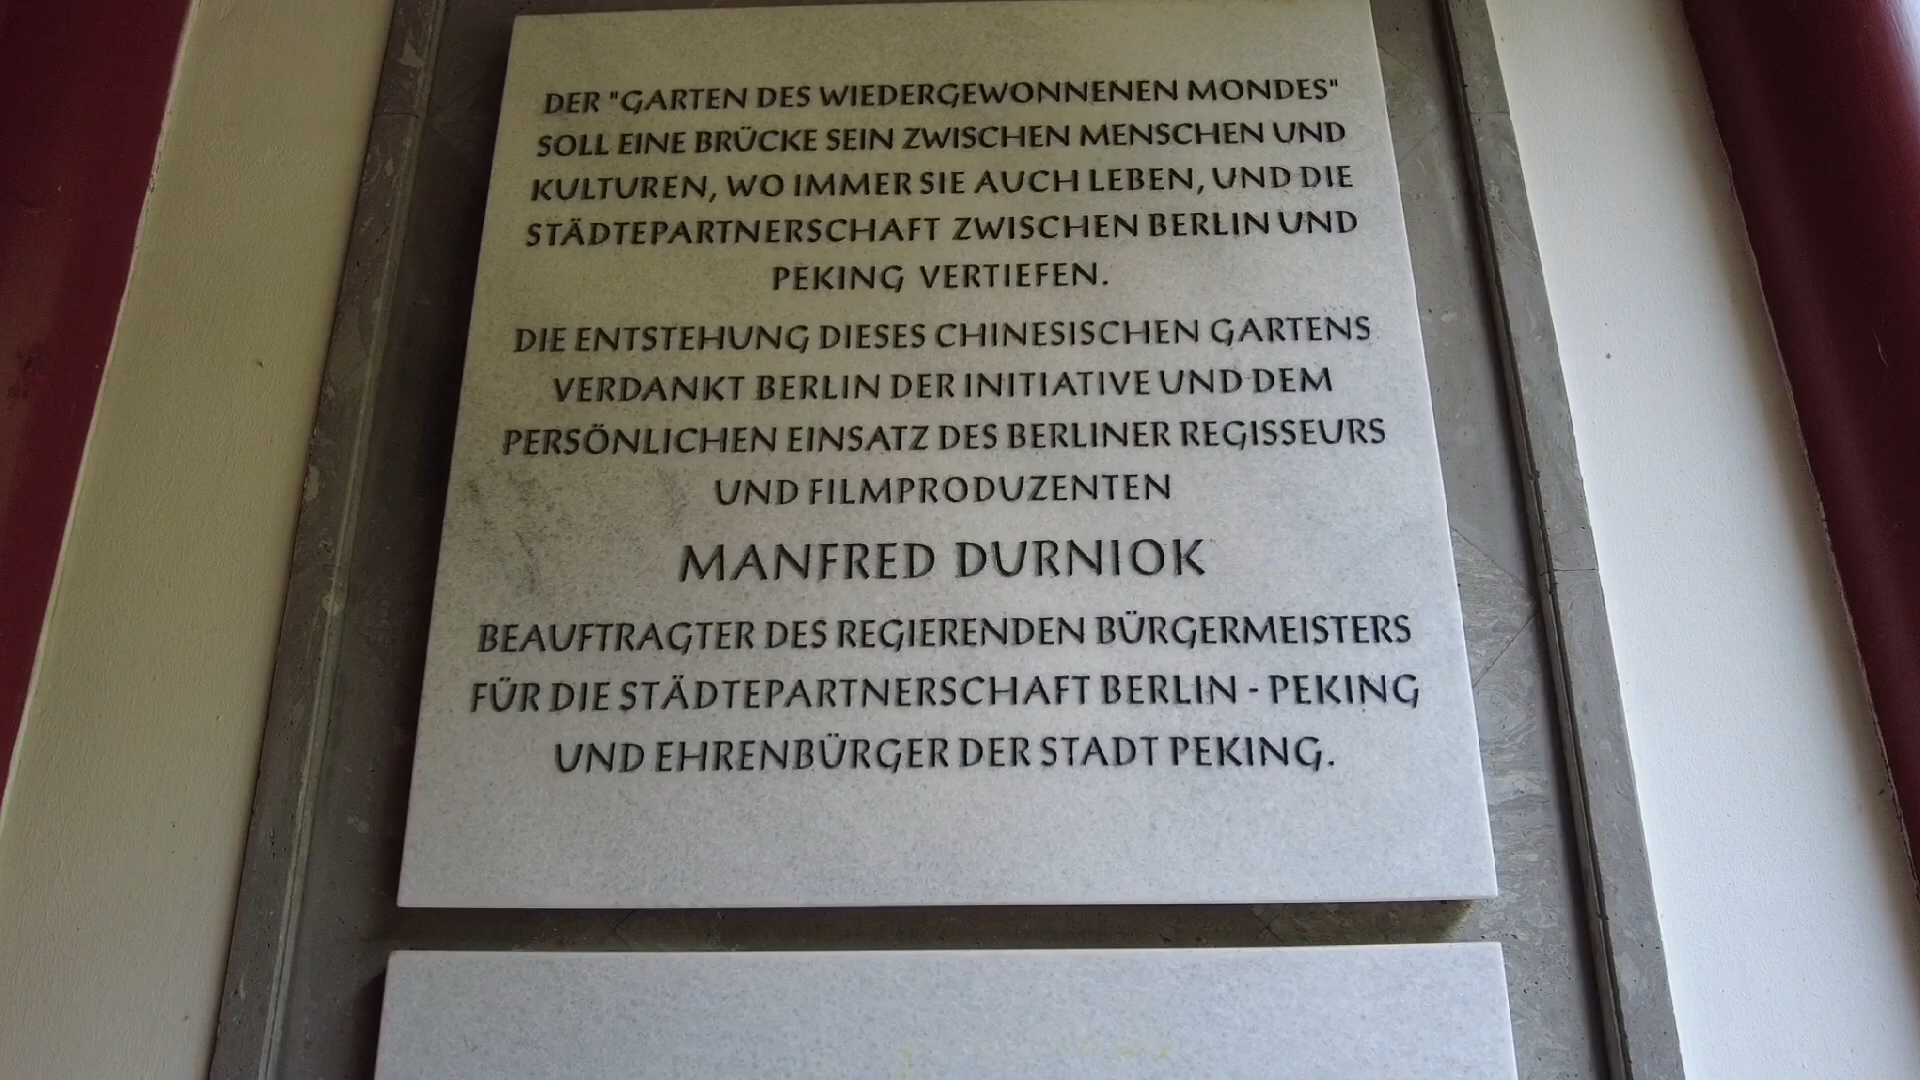 DER "GARTEN DES WIEDERGEWONNENEN MONDES"
SOLL EINE BRÜCKE SEIN ZWISCHEN MENSCHEN UND
KULTUREN, WO IMMER SIE AUCH LEBEN, UND DIE
STÄDTEPARTNERSCHAFT ZWISCHEN BERLIN UND
PEKING VERTIEFEN.
DIE ENTSTEHUNG DIESES CHINESISCHEN GARTENS
VERDANKT BERLIN DER INITIATIVE UND DEM
PERSÖNLICHEN EINSATZ DES BERLINER REGISSEURS
UND FILMPRODUZENTEN
MANFRED DURNIOK
BEAUFTRAGTER DES REGIERENDEN BÜRGERMEISTERS
FÜR DIE STÄDTEPARTNERSCHAFT BERLIN - PEKING
UND EHRENBÜRGER DER STADT PEKING.